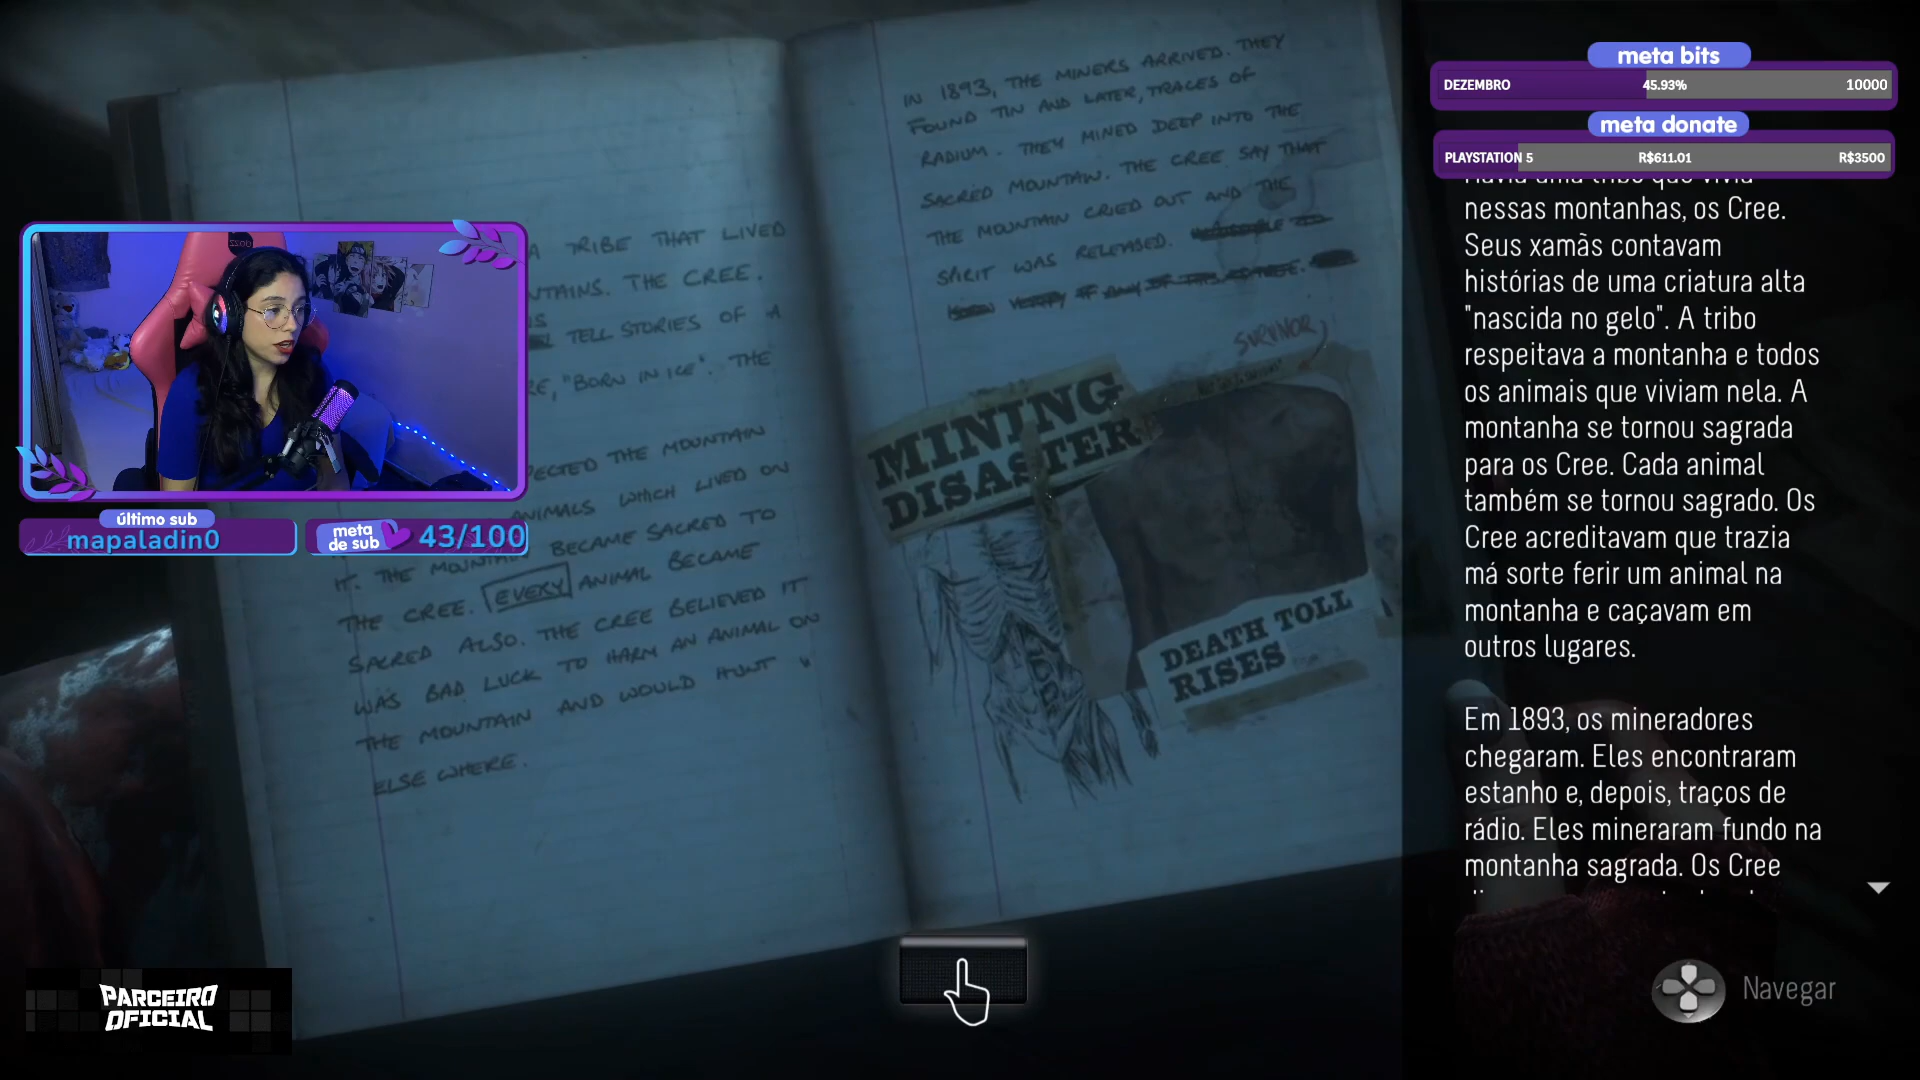 A TRIBE THAT LIVED
NTAINS. THE CREE.
TELL STORIES OF A
RE, "BORN IN ICE". THE
PECTED THE MOUNTAIN
ANIMALS WHICH LIVED ON
IT. THE MOUNTAIN BECAME SACRED TO
THE CREE. EVERY ANIMAL BECAME
SACRED ALSO. THE CREE BELIEVED IT
WAS BAD LUCK TO HARM AN ANIMAL ON
THE MOUNTAIN AND WOULD HUNT
ELSE WHERE.
IN 1893, THE MINERS ARRIVED. THEY
FOUND TIN AND LATER, TRACES OF
RADIUM. THEY MINED DEEP INTO THE
SACRED MOUNTAIN. THE CREE SAY THAT
THE MOUNTAIN CRIED OUT AND THE
SPIRIT WAS RELEASED.
SURVIVOR
MINING
DISASTER
DEATH TOLL
RISES
último sub
mapaladin0
meta
de sub
43/100
PARCEIRO
OFICIAL
meta bits
DEZEMBRO 45.93% 10000
meta donate
PLAYSTATION 5 R$611.01 R$3500
Havia uma tribo que vivia
nessas montanhas, os Cree.
Seus xamãs contavam
histórias de uma criatura alta
"nascida no gelo". A tribo
respeitava a montanha e todos
os animais que viviam nela. A
montanha se tornou sagrada
para os Cree. Cada animal
também se tornou sagrado. Os
Cree acreditavam que trazia
má sorte ferir um animal na
montanha e caçavam em
outros lugares.
Em 1893, os mineradores
chegaram. Eles encontraram
estanho e, depois, traços de
rádio. Eles mineraram fundo na
montanha sagrada. Os Cree
Navegar